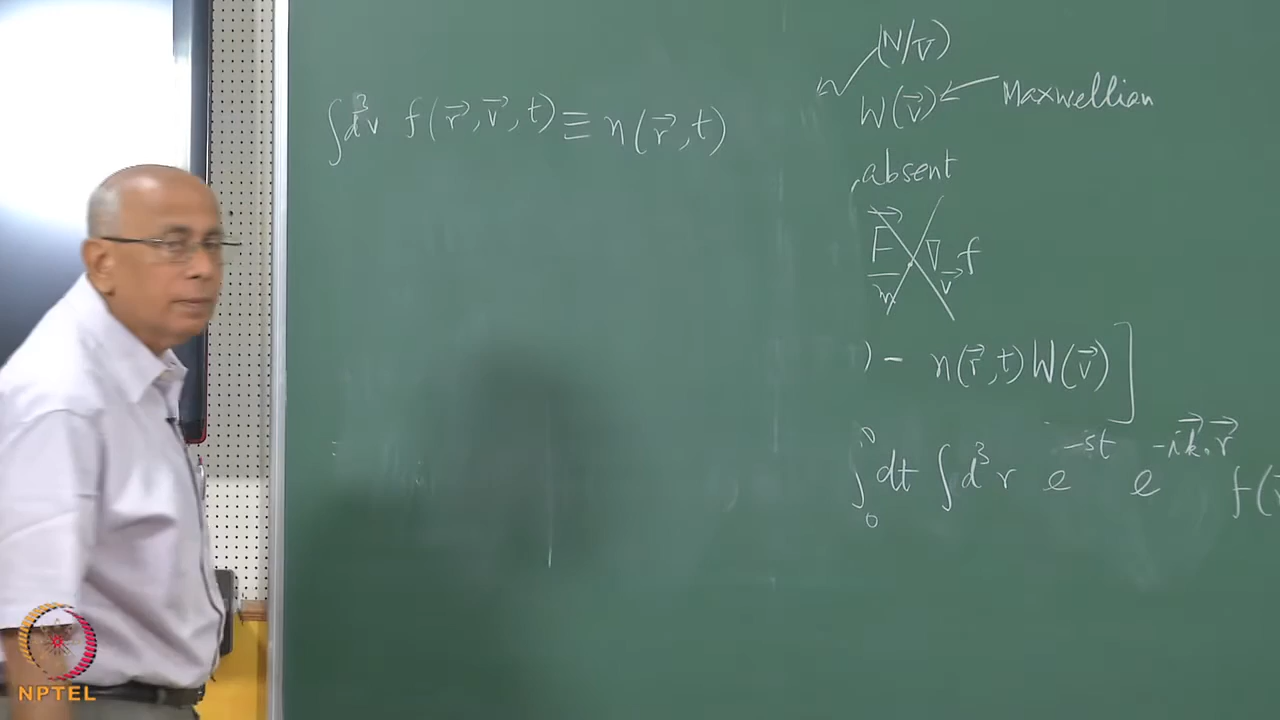 ∫d³v f(r⃗, v⃗, t) ≡ n(r⃗, t)
(N/V)
W(v⃗) ← Maxwellian
, absent
F⃗/m ∇_v⃗ f
) − n(r⃗, t) W(v⃗) ]
∫₀ dt ∫d³r e^{−st} e^{−ik⃗·r⃗} f(
NPTEL